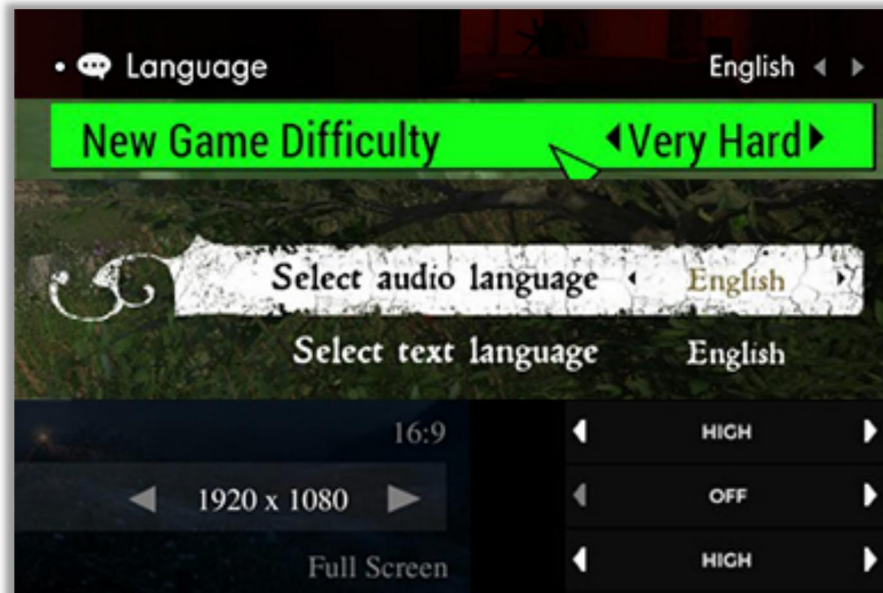 Language English
New Game Difficulty Very Hard
Select audio language English
Select text language English
16:9 HIGH
1920 x 1080 OFF
Full Screen HIGH